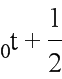 ₀t + 1/2